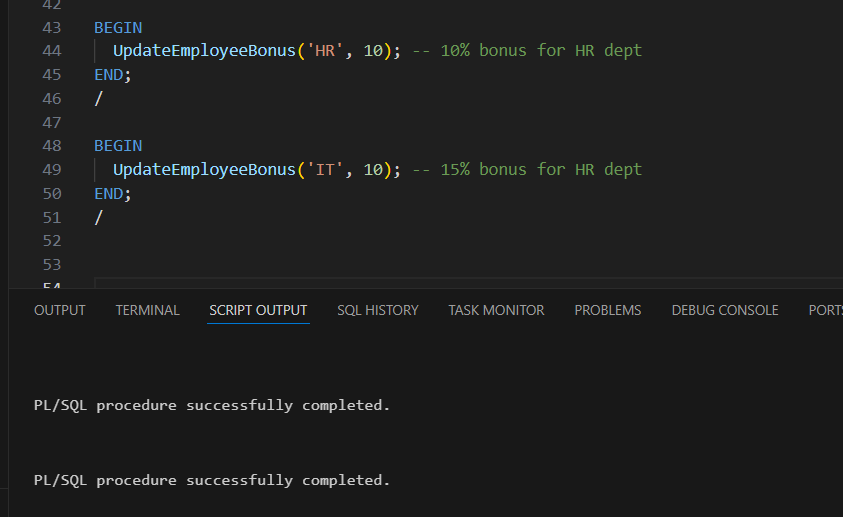 42
43 BEGIN
44 UpdateEmployeeBonus('HR', 10); -- 10% bonus for HR dept
45 END;
46 /
47
48 BEGIN
49 UpdateEmployeeBonus('IT', 10); -- 15% bonus for HR dept
50 END;
51 /
52
53
54
OUTPUT TERMINAL SCRIPT OUTPUT SQL HISTORY TASK MONITOR PROBLEMS DEBUG CONSOLE PORTS
PL/SQL procedure successfully completed.
PL/SQL procedure successfully completed.